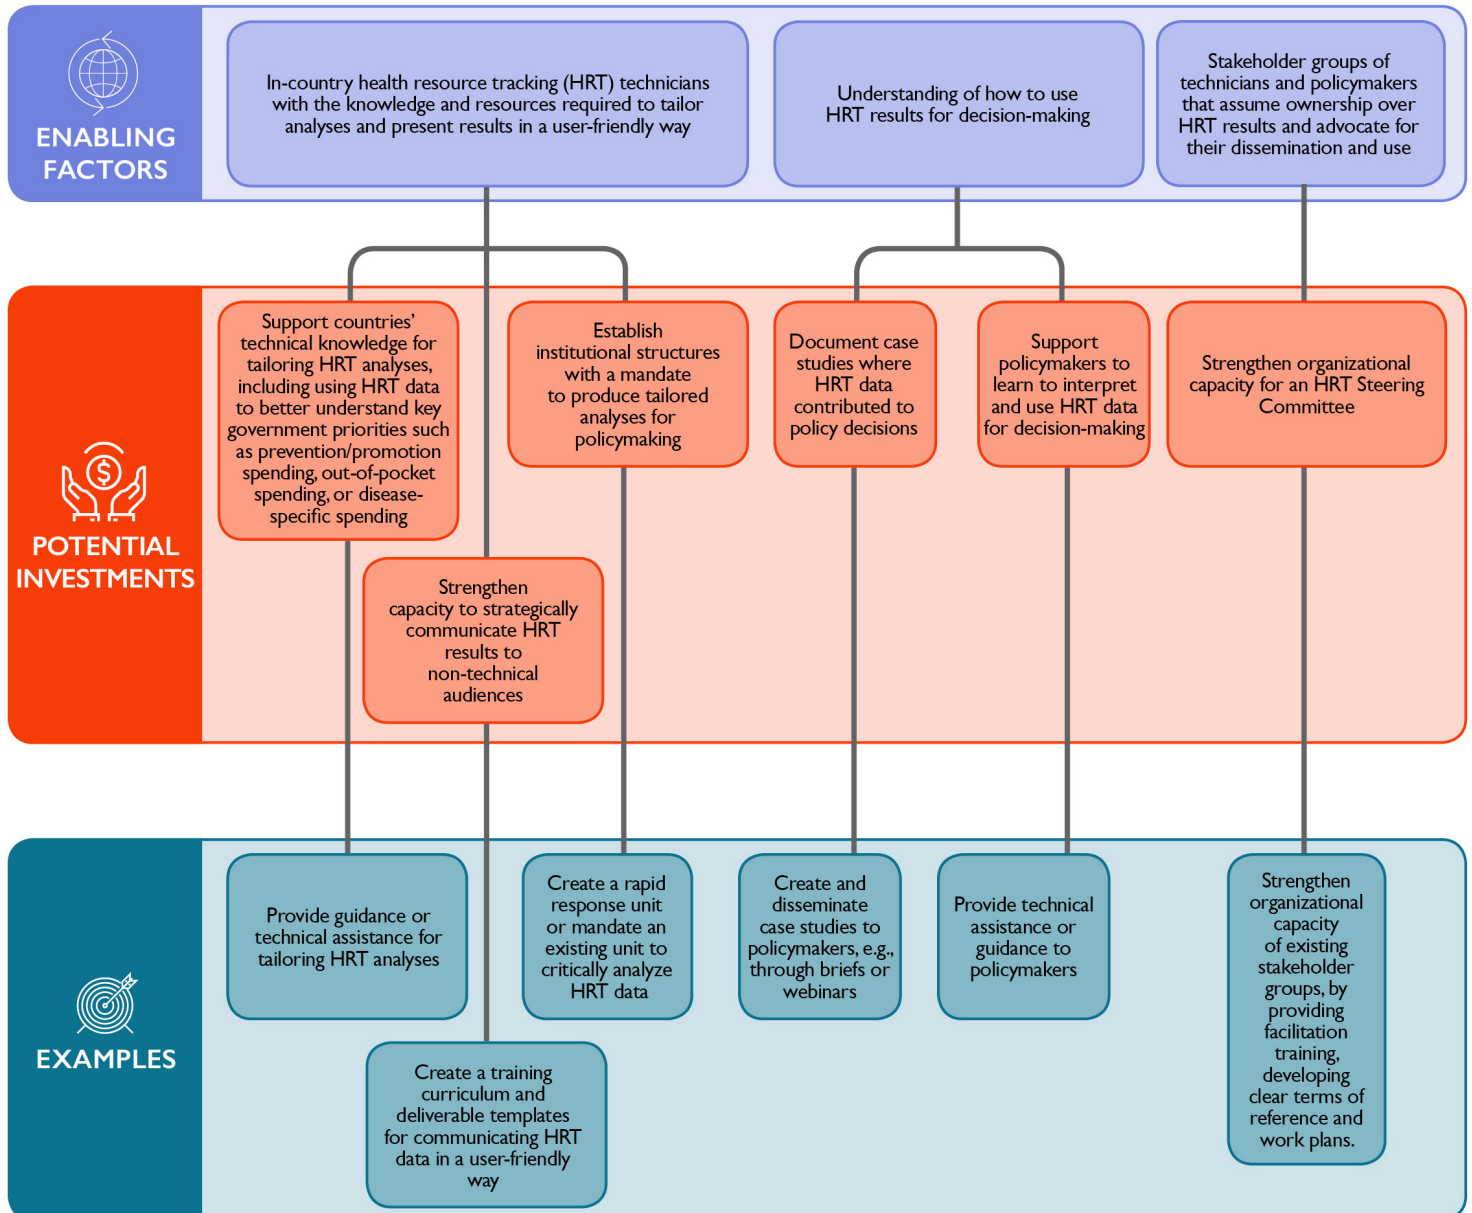 ENABLING
FACTORS
In-country health resource tracking (HRT) technicians
with the knowledge and resources required to tailor
analyses and present results in a user-friendly way
Understanding of how to use
HRT results for decision-making
Stakeholder groups of
technicians and policymakers
that assume ownership over
HRT results and advocate for
their dissemination and use
POTENTIAL
INVESTMENTS
Support countries’
technical knowledge for
tailoring HRT analyses,
including using HRT data
to better understand key
government priorities such
as prevention/promotion
spending, out-of-pocket
spending, or disease-
specific spending
Strengthen
capacity to strategically
communicate HRT
results to
non-technical
audiences
Establish
institutional structures
with a mandate
to produce tailored
analyses for
policymaking
Document case
studies where
HRT data
contributed to
policy decisions
Support
policymakers to
learn to interpret
and use HRT data
for decision-making
Strengthen organizational
capacity for an HRT Steering
Committee
$
EXAMPLES
Provide guidance or
technical assistance for
tailoring HRT analyses
Create a training
curriculum and
deliverable templates
for communicating HRT
data in a user-friendly
way
Create a rapid
response unit
or mandate an
existing unit to
critically analyze
HRT data
Create and
disseminate
case studies to
policymakers, e.g.,
through briefs or
webinars
Provide technical
assistance or
guidance to
policymakers
Strengthen
organizational
capacity
of existing
stakeholder
groups, by
providing
facilitation
training,
developing
clear terms of
reference and
work plans.